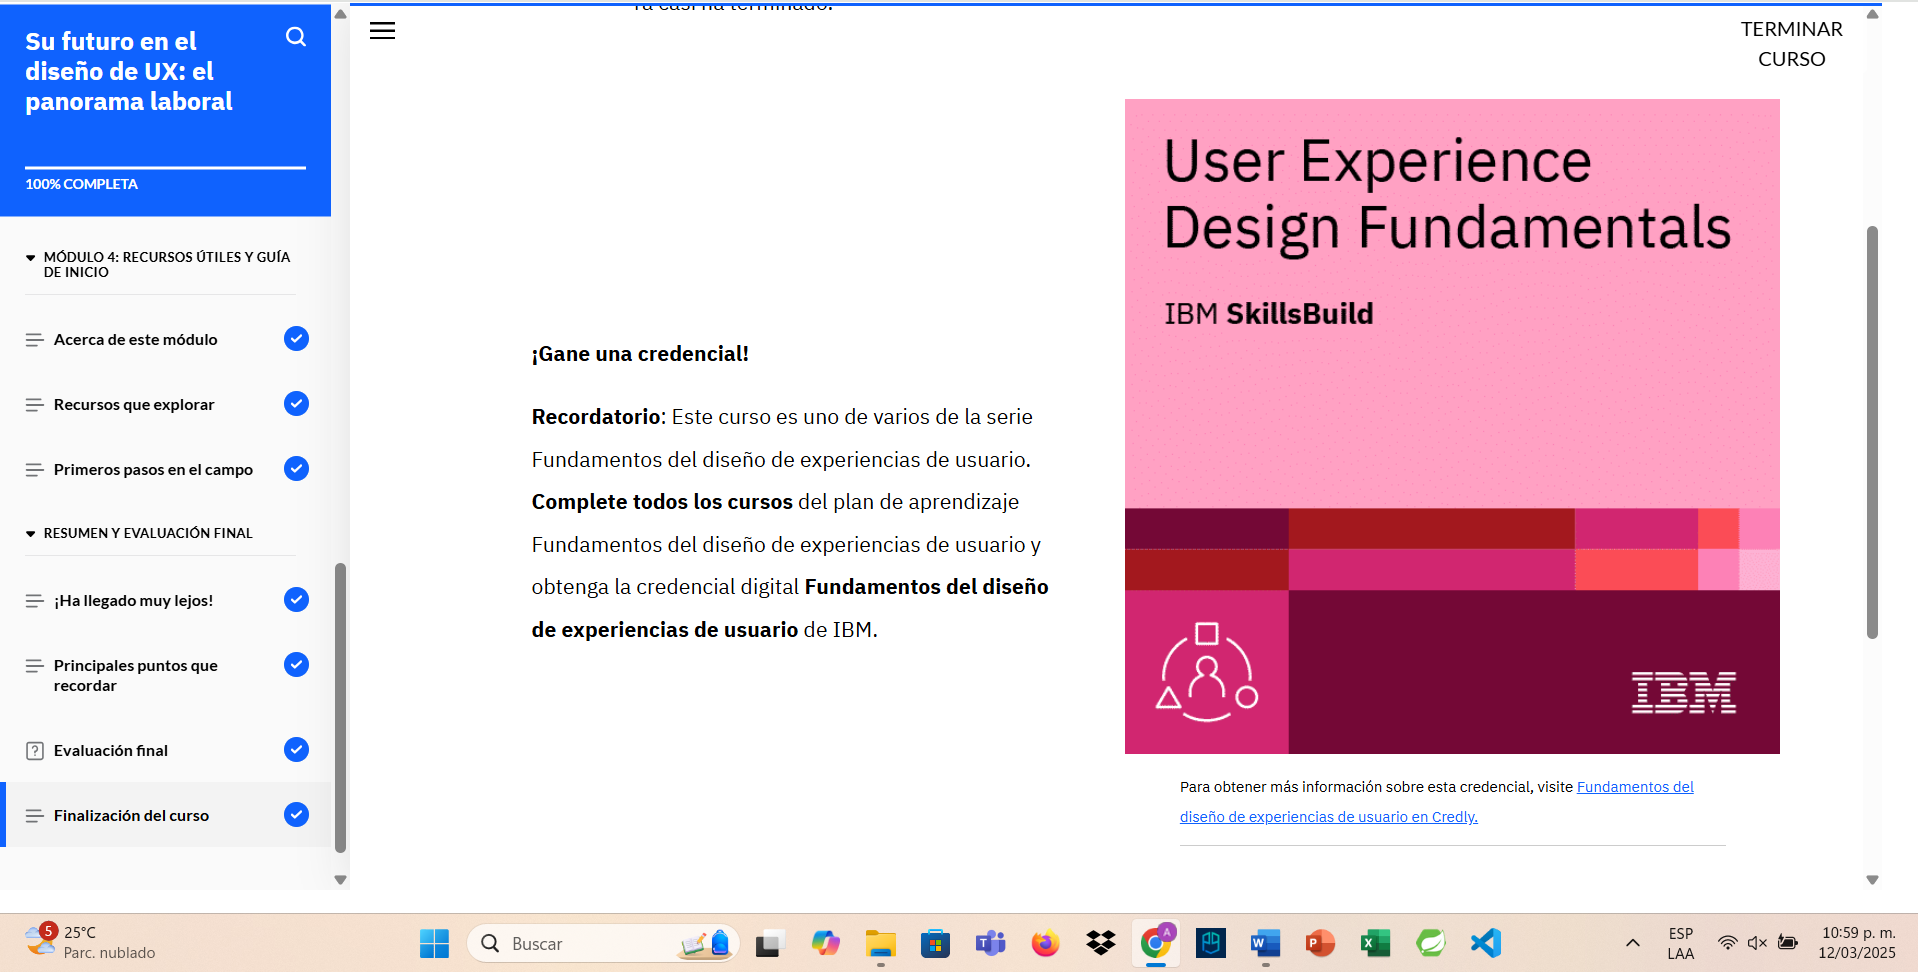 Su futuro en el
diseño de UX: el
panorama laboral
100% COMPLETA
MÓDULO 4: RECURSOS ÚTILES Y GUÍA
DE INICIO
Acerca de este módulo
Recursos que explorar
Primeros pasos en el campo
RESUMEN Y EVALUACIÓN FINAL
¡Ha llegado muy lejos!
Principales puntos que
recordar
Evaluación final
Finalización del curso
Ya casi ha terminado.
TERMINAR
CURSO
¡Gane una credencial!
Recordatorio: Este curso es uno de varios de la serie
Fundamentos del diseño de experiencias de usuario.
Complete todos los cursos del plan de aprendizaje
Fundamentos del diseño de experiencias de usuario y
obtenga la credencial digital Fundamentos del diseño
de experiencias de usuario de IBM.
User Experience
Design Fundamentals
IBM SkillsBuild
IBM
Para obtener más información sobre esta credencial, visite Fundamentos del
diseño de experiencias de usuario en Credly.
5
25°C
Parc. nublado
Buscar
A
ESP
LAA
10:59 p. m.
12/03/2025